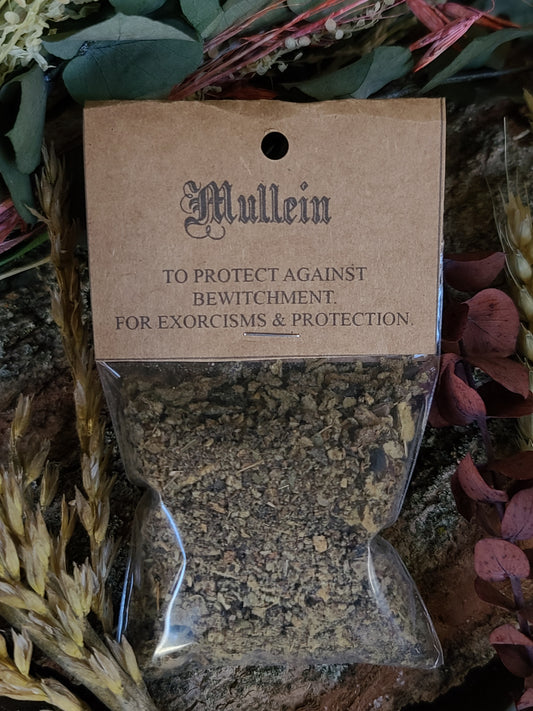 Mullein
TO PROTECT AGAINST
BEWITCHMENT.
FOR EXORCISMS & PROTECTION.